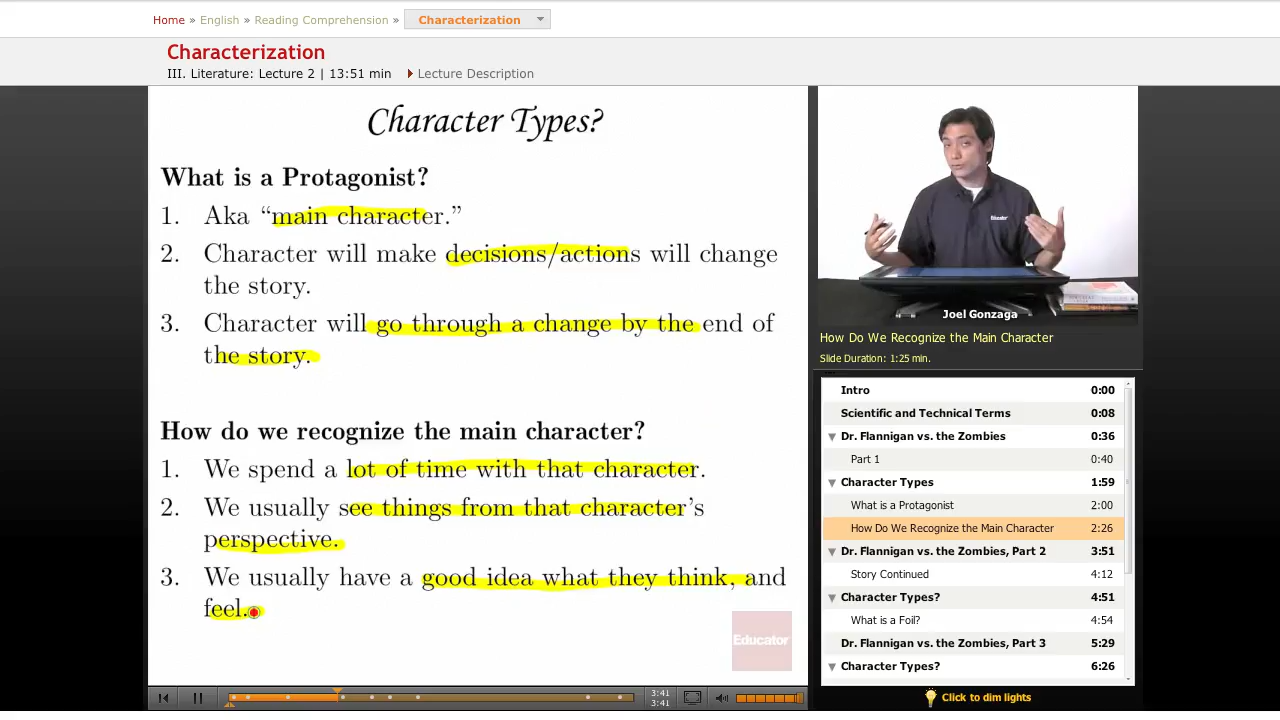 Home » English » Reading Comprehension » Characterization
Characterization
III. Literature: Lecture 2 | 13:51 min Lecture Description
Character Types?
What is a Protagonist?
1. Aka “main character.”
2. Character will make decisions/actions will change
the story.
3. Character will go through a change by the end of
the story.
How do we recognize the main character?
1. We spend a lot of time with that character.
2. We usually see things from that character’s
perspective.
3. We usually have a good idea what they think, and
feel.
Educator
3:41
3:41
Educator
Joel Gonzaga
How Do We Recognize the Main Character
Slide Duration: 1:25 min.
Intro 0:00
Scientific and Technical Terms 0:08
Dr. Flannigan vs. the Zombies 0:36
Part 1 0:40
Character Types 1:59
What is a Protagonist 2:00
How Do We Recognize the Main Character 2:26
Dr. Flannigan vs. the Zombies, Part 2 3:51
Story Continued 4:12
Character Types? 4:51
What is a Foil? 4:54
Dr. Flannigan vs. the Zombies, Part 3 5:29
Character Types? 6:26
Click to dim lights